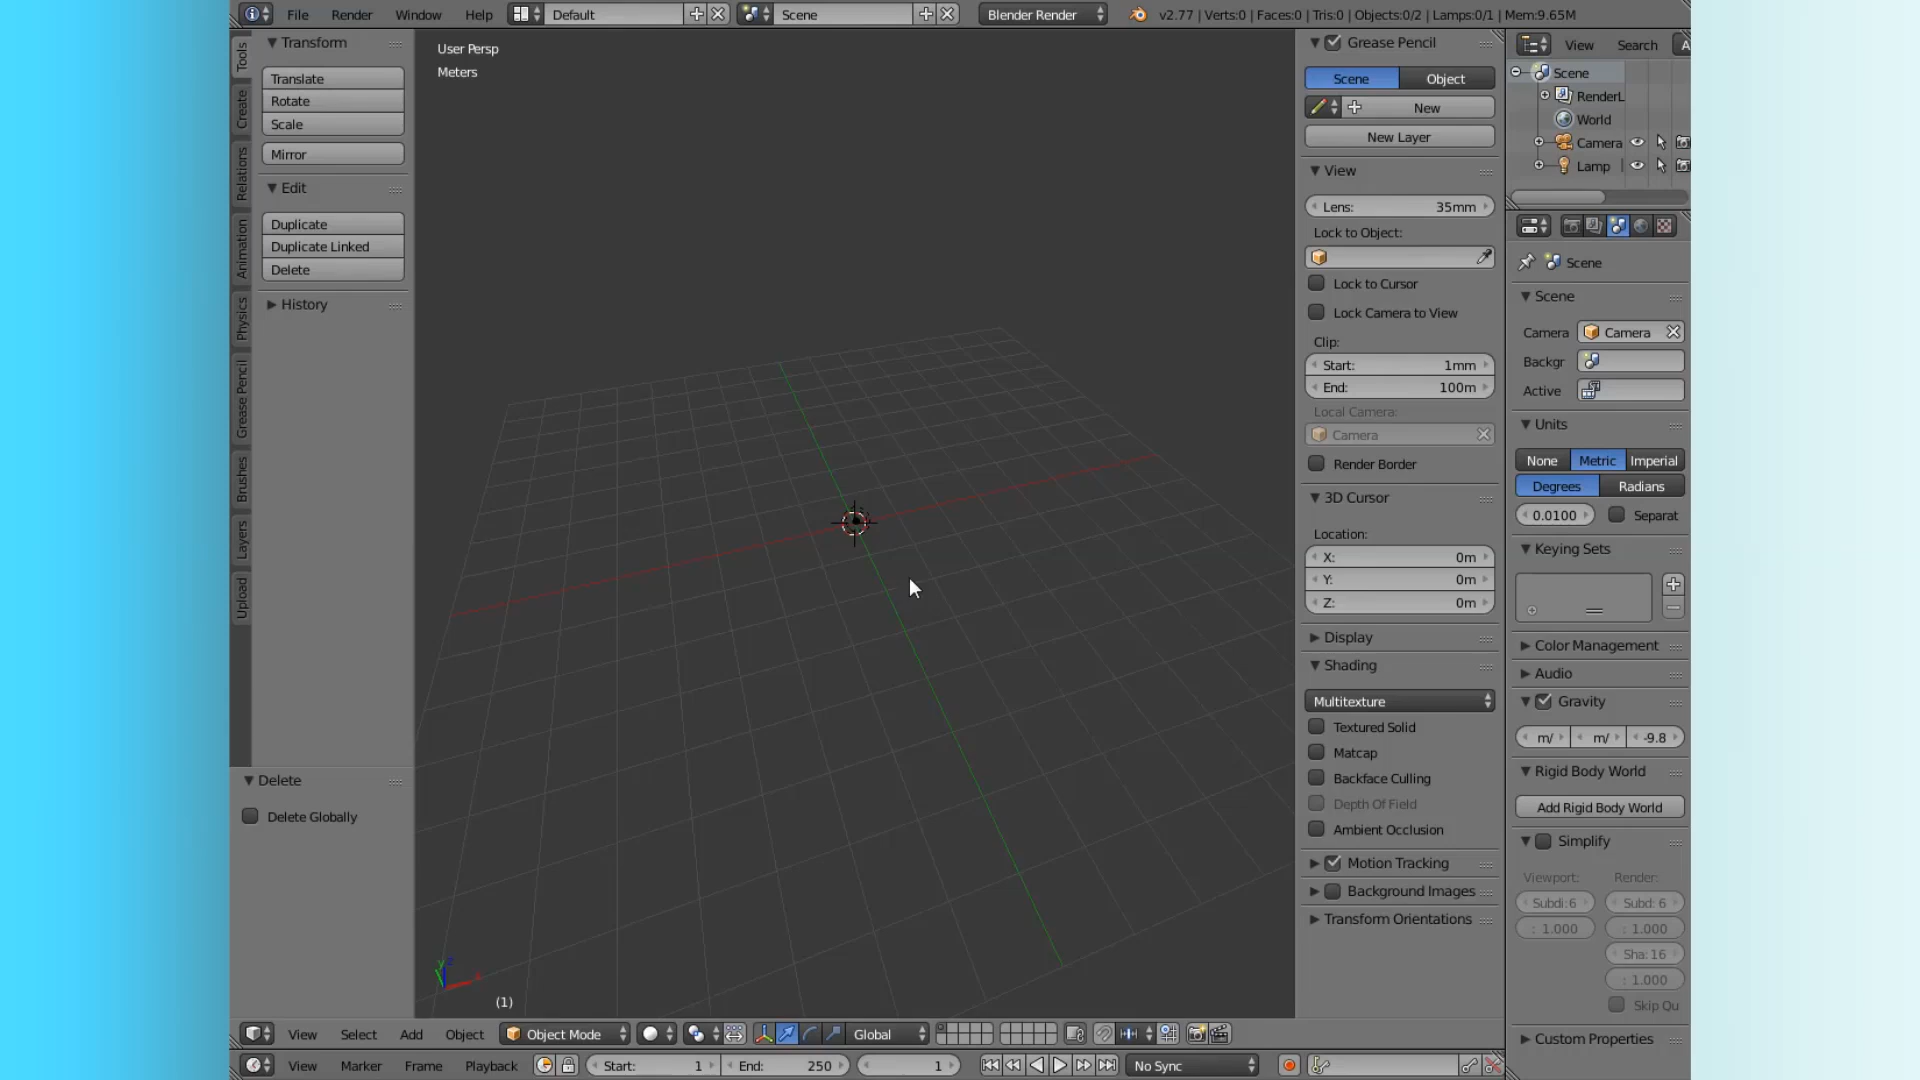 File Render Window Help Default Scene Blender Render v2.77 | Verts:0 | Faces:0 | Tris:0 | Objects:0/2 | Lamps:0/1 | Mem:9.65M
Tools
Create
Relations
Animation
Physics
Grease Pencil
Brushes
Layers
Upload
Transform
Translate
Rotate
Scale
Mirror
Edit
Duplicate
Duplicate Linked
Delete
History
Delete
Delete Globally
User Persp
Meters
(1)
Grease Pencil
Scene Object
New
New Layer
View
Lens: 35mm
Lock to Object:
Lock to Cursor
Lock Camera to View
Clip:
Start: 1mm
End: 100m
Local Camera:
Camera
Render Border
3D Cursor
Location:
X: 0m
Y: 0m
Z: 0m
Display
Shading
Multitexture
Textured Solid
Matcap
Backface Culling
Depth Of Field
Ambient Occlusion
Motion Tracking
Background Images
Transform Orientations
View Search A
Scene
RenderL
World
Camera
Lamp
Scene
Scene
Camera Camera
Backgr
Active
Units
None Metric Imperial
Degrees Radians
0.0100 Separat
Keying Sets
Color Management
Audio
Gravity
m/ m/ -9.8
Rigid Body World
Add Rigid Body World
Simplify
Viewport: Render:
Subdi: 6 Subd: 6
: 1.000 : 1.000
Sha: 16
: 1.000
Skip Qu
Custom Properties
View Select Add Object Object Mode Global
View Marker Frame Playback Start: 1 End: 250 1 No Sync